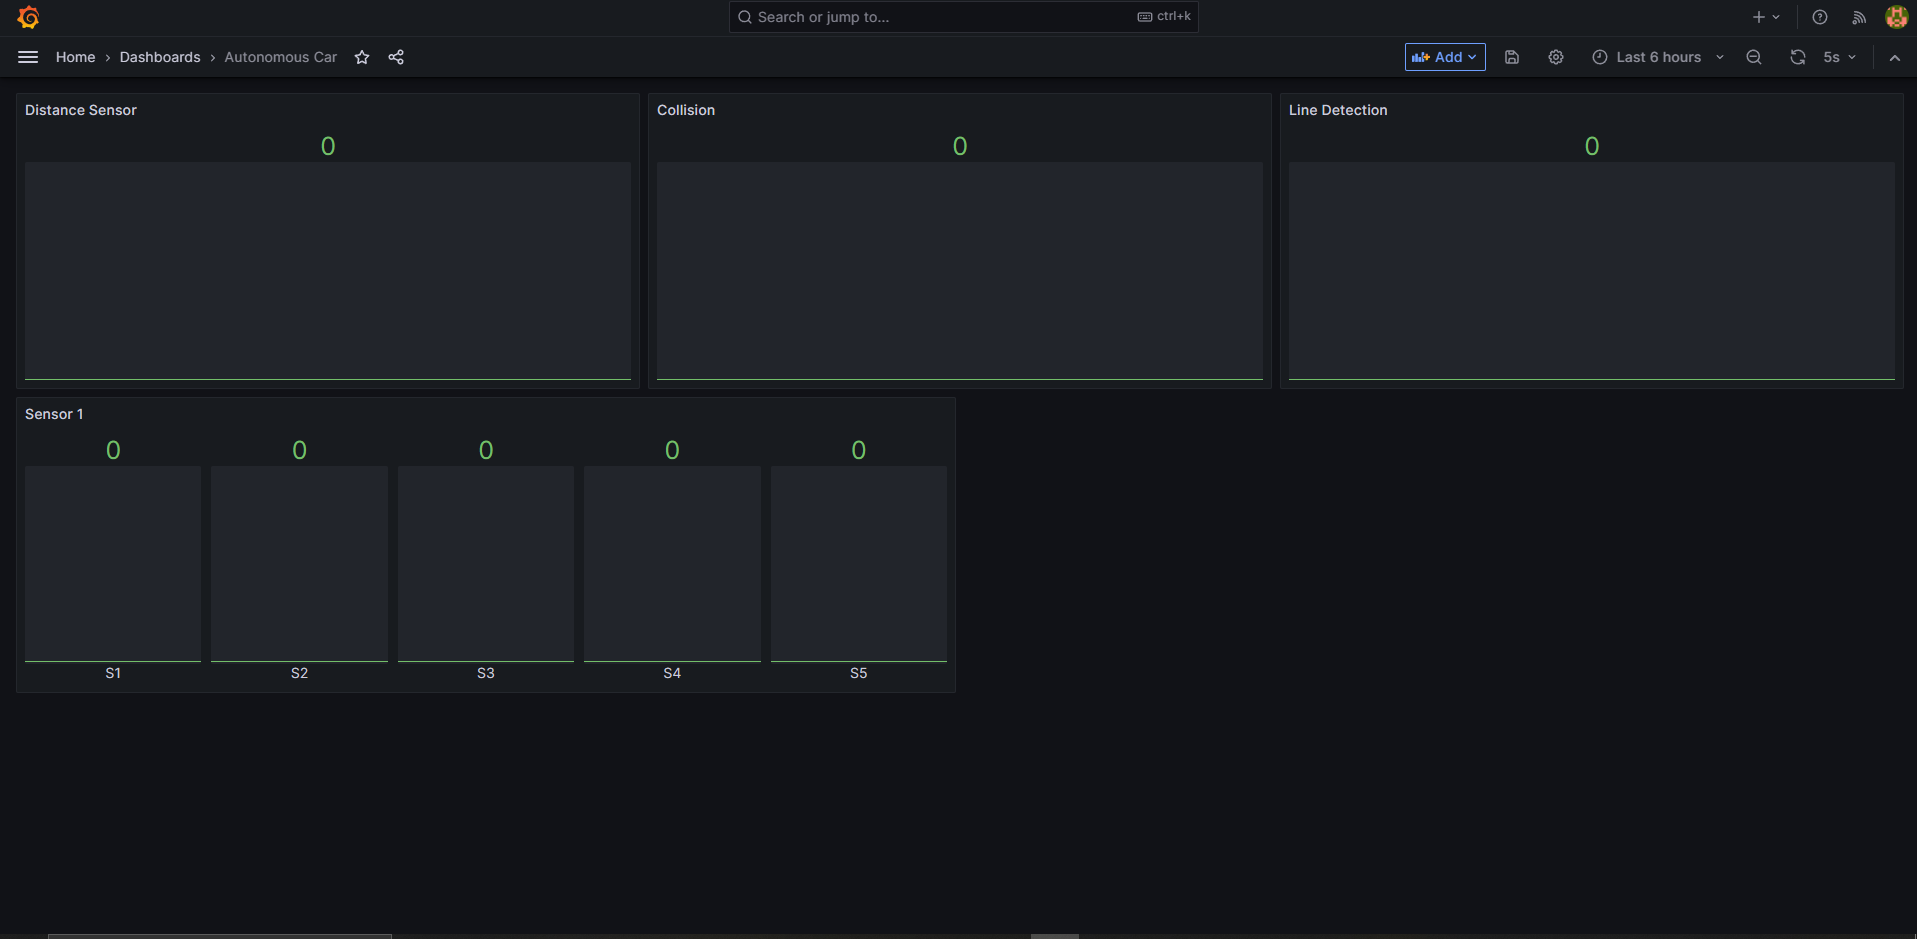 Search or jump to... ctrl+k
Home › Dashboards › Autonomous Car Add Last 6 hours 5s
Distance Sensor
0
Collision
0
Line Detection
0
Sensor 1
0 0 0 0 0
S1 S2 S3 S4 S5